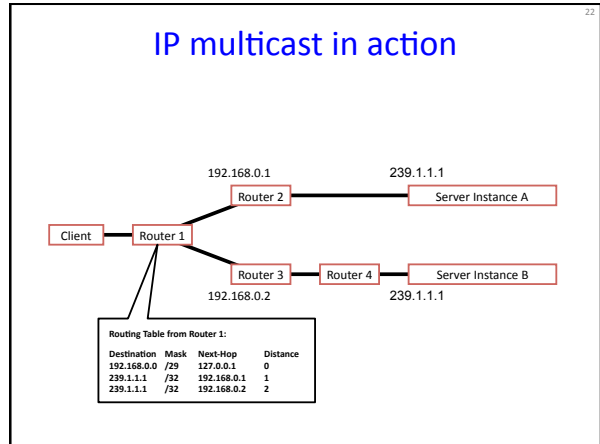 22
IP multicast in action
192.168.0.1 239.1.1.1
Router 2 Server Instance A
Client Router 1
Router 3 Router 4 Server Instance B
192.168.0.2 239.1.1.1
Routing Table from Router 1:
Destination Mask Next-Hop Distance
192.168.0.0 /29 127.0.0.1 0
239.1.1.1 /32 192.168.0.1 1
239.1.1.1 /32 192.168.0.2 2